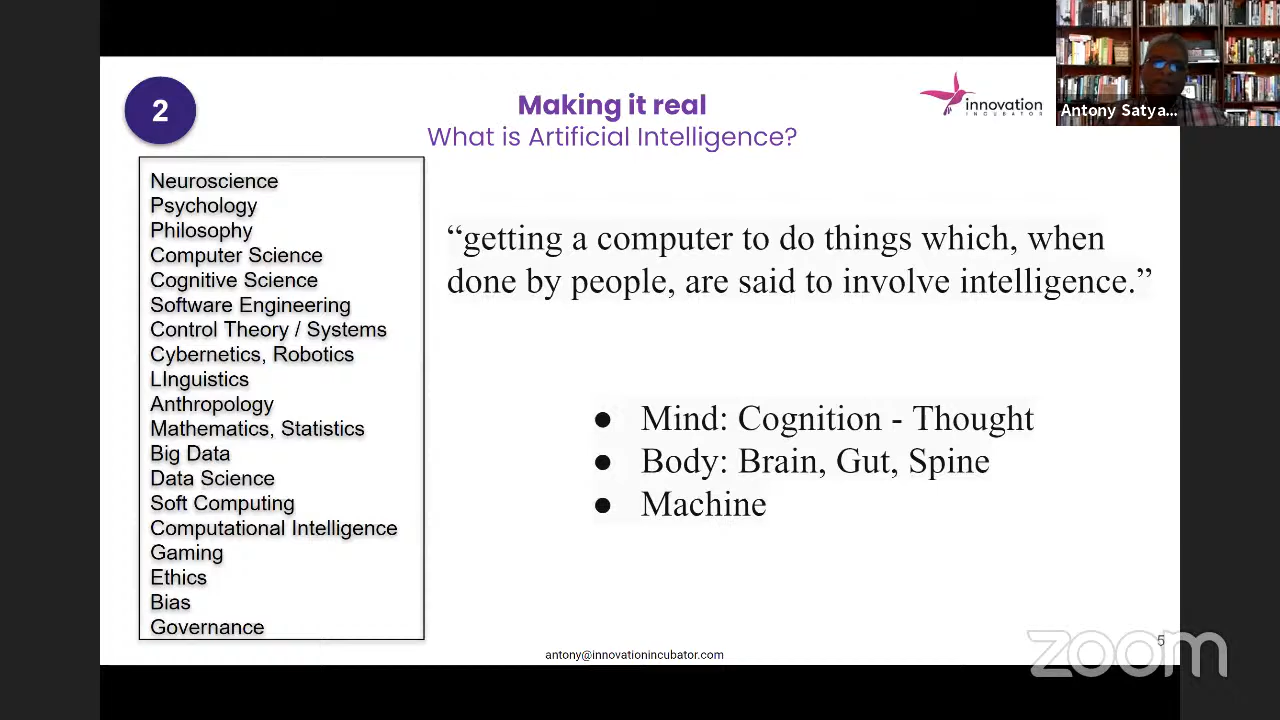 2
Making it real
What is Artificial Intelligence?
innovation
INCUBATOR
Antony Satya...
Neuroscience
Psychology
Philosophy
Computer Science
Cognitive Science
Software Engineering
Control Theory / Systems
Cybernetics, Robotics
LInguistics
Anthropology
Mathematics, Statistics
Big Data
Data Science
Soft Computing
Computational Intelligence
Gaming
Ethics
Bias
Governance
“getting a computer to do things which, when
done by people, are said to involve intelligence.”
● Mind: Cognition - Thought
● Body: Brain, Gut, Spine
● Machine
5
antony@innovationincubator.com
zoom